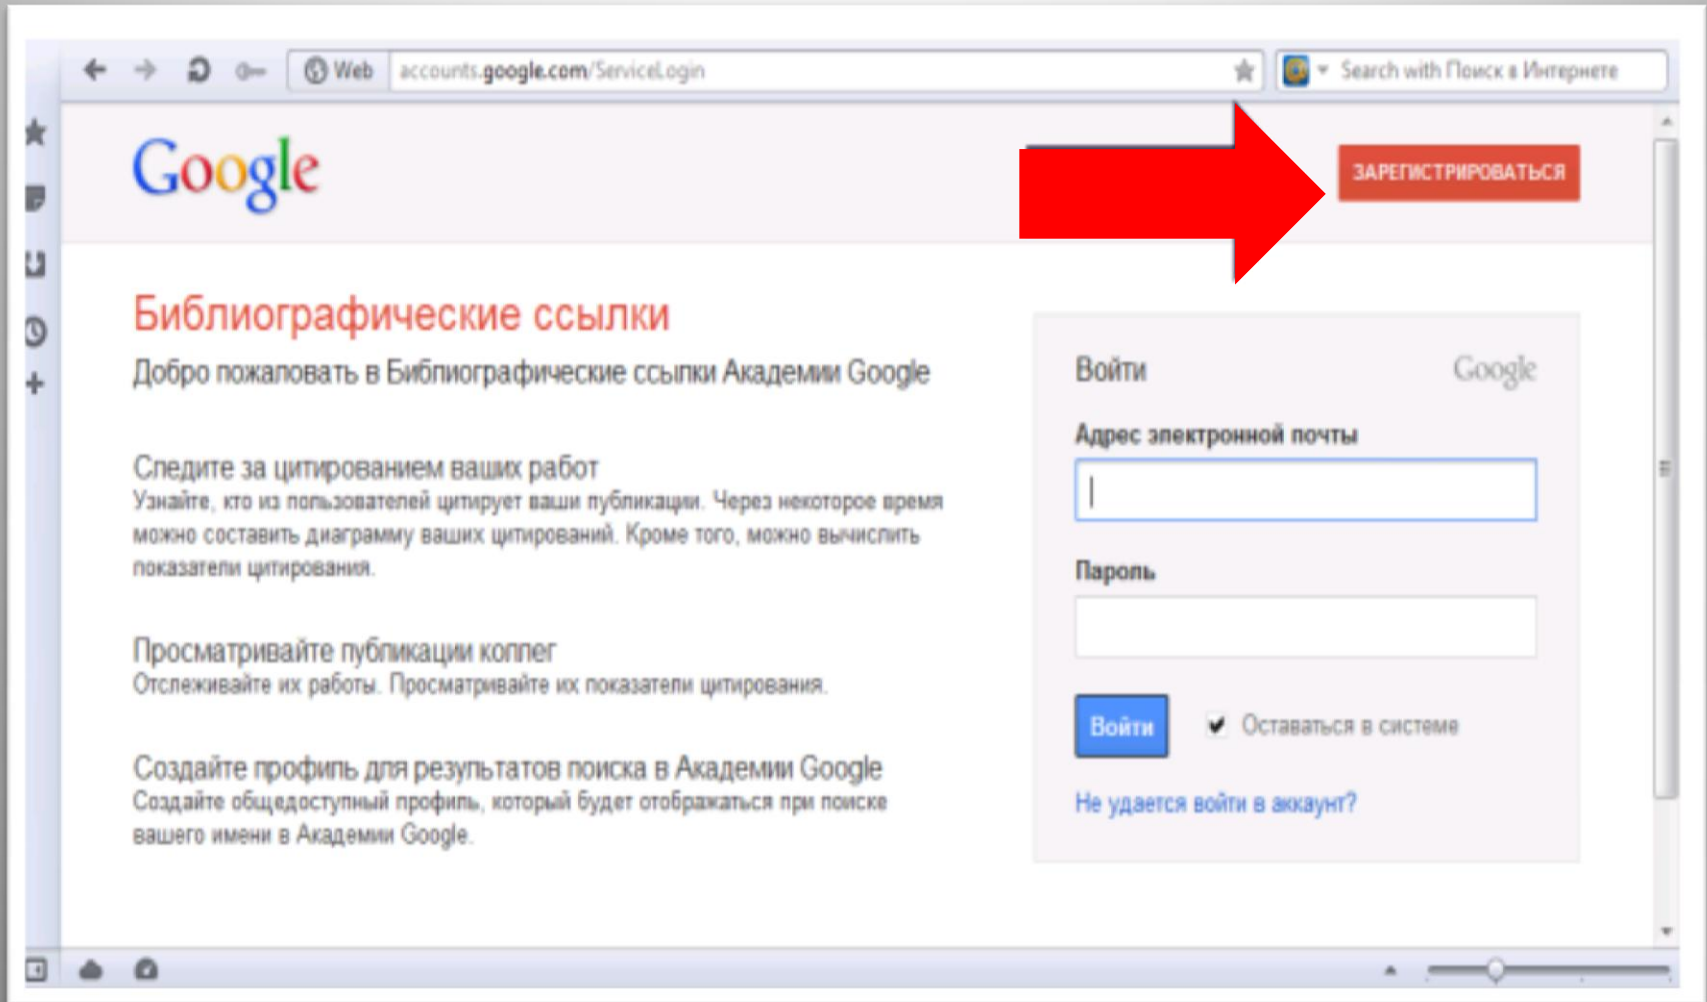 Web accounts.google.com/ServiceLogin Search with Поиск в Интернете
Google
ЗАРЕГИСТРИРОВАТЬСЯ
Библиографические ссылки
Добро пожаловать в Библиографические ссылки Академии Google
Следите за цитированием ваших работ
Узнайте, кто из пользователей цитирует ваши публикации. Через некоторое время
можно составить диаграмму ваших цитирований. Кроме того, можно вычислить
показатели цитирования.
Просматривайте публикации коллег
Отслеживайте их работы. Просматривайте их показатели цитирования.
Создайте профиль для результатов поиска в Академии Google
Создайте общедоступный профиль, который будет отображаться при поиске
вашего имени в Академии Google.
Войти Google
Адрес электронной почты
Пароль
Войти Оставаться в системе
Не удается войти в аккаунт?